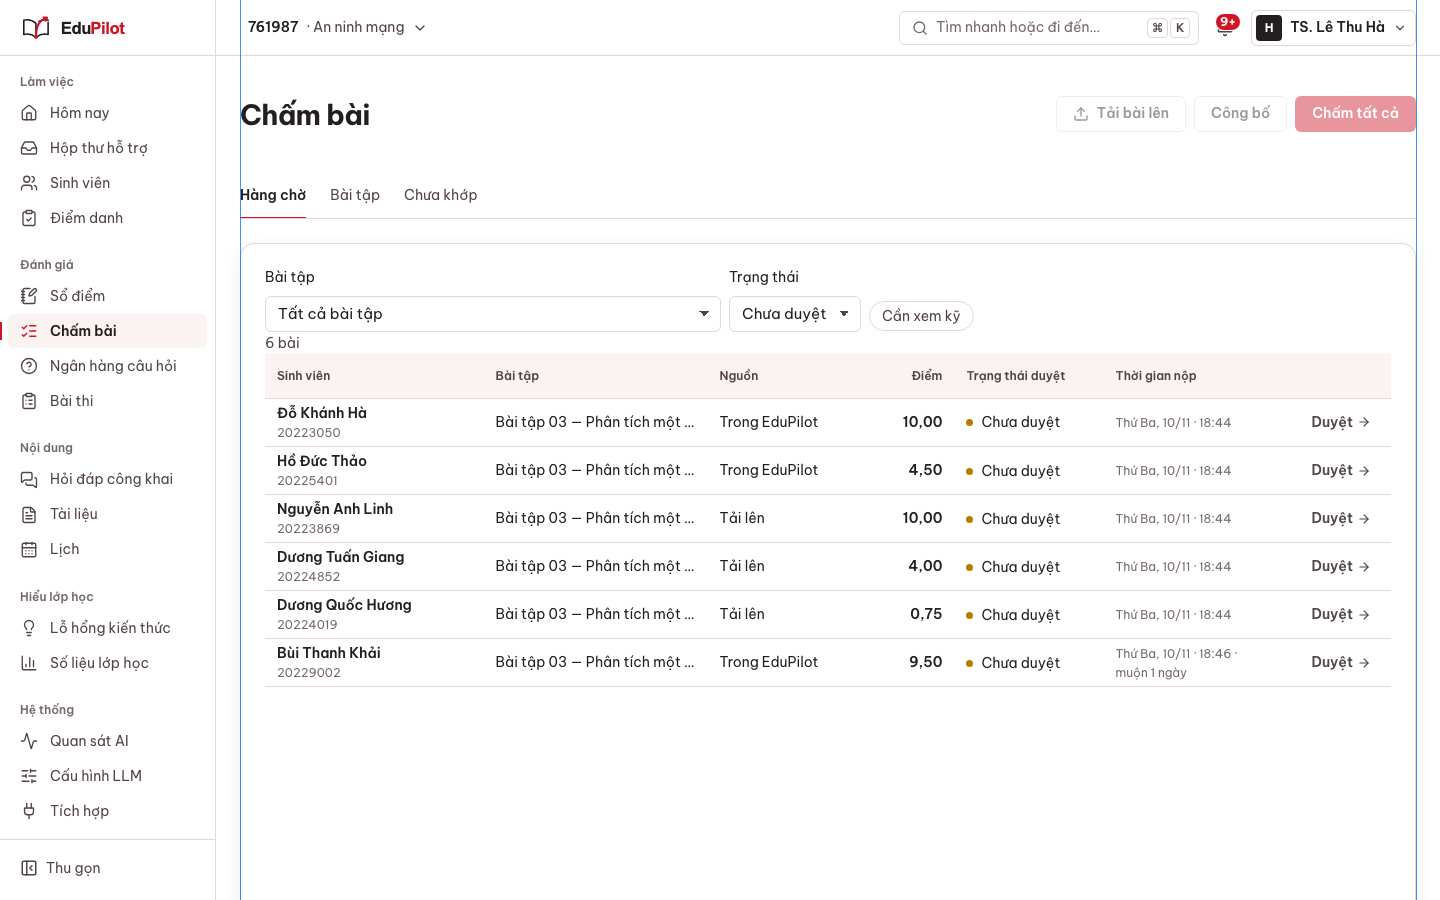 EduPilot
761987 · An ninh mạng
Tìm nhanh hoặc đi đến...
⌘ K
9+
H
TS. Lê Thu Hà
Làm việc
Hôm nay
Hộp thư hỗ trợ
Sinh viên
Điểm danh
Đánh giá
Sổ điểm
Chấm bài
Ngân hàng câu hỏi
Bài thi
Nội dung
Hỏi đáp công khai
Tài liệu
Lịch
Hiểu lớp học
Lỗ hổng kiến thức
Số liệu lớp học
Hệ thống
Quan sát AI
Cấu hình LLM
Tích hợp
Thu gọn
Chấm bài
Tải bài lên
Công bố
Chấm tất cả
Hàng chờ Bài tập Chưa khớp
Bài tập Trạng thái
Tất cả bài tập Chưa duyệt Cần xem kỹ
6 bài
Sinh viên Bài tập Nguồn Điểm Trạng thái duyệt Thời gian nộp
Đỗ Khánh Hà
20223050
Bài tập 03 — Phân tích một ... Trong EduPilot 10,00 Chưa duyệt Thứ Ba, 10/11 · 18:44 Duyệt →
Hồ Đức Thảo
20225401
Bài tập 03 — Phân tích một ... Trong EduPilot 4,50 Chưa duyệt Thứ Ba, 10/11 · 18:44 Duyệt →
Nguyễn Anh Linh
20223869
Bài tập 03 — Phân tích một ... Tải lên 10,00 Chưa duyệt Thứ Ba, 10/11 · 18:44 Duyệt →
Dương Tuấn Giang
20224852
Bài tập 03 — Phân tích một ... Tải lên 4,00 Chưa duyệt Thứ Ba, 10/11 · 18:44 Duyệt →
Dương Quốc Hương
20224019
Bài tập 03 — Phân tích một ... Tải lên 0,75 Chưa duyệt Thứ Ba, 10/11 · 18:44 Duyệt →
Bùi Thanh Khải
20229002
Bài tập 03 — Phân tích một ... Trong EduPilot 9,50 Chưa duyệt Thứ Ba, 10/11 · 18:46 ·
muộn 1 ngày
Duyệt →